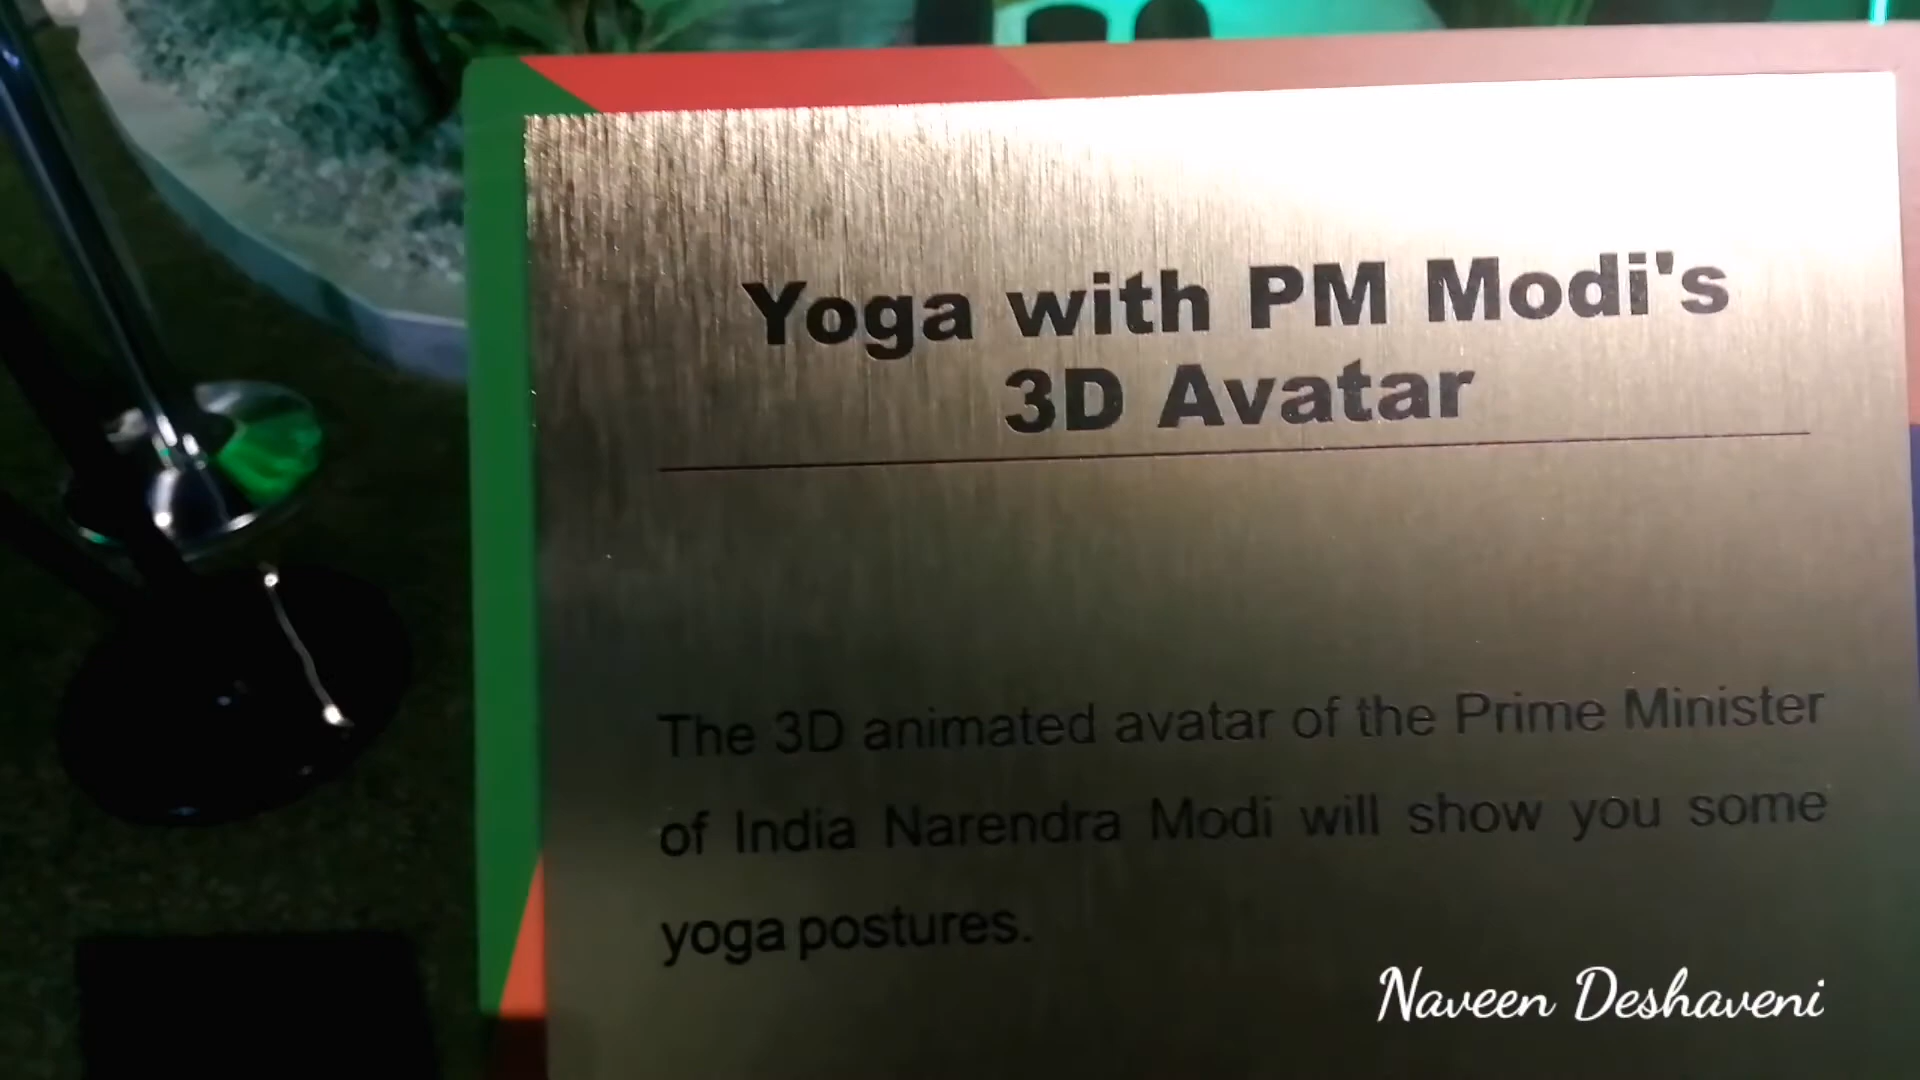 Yoga with PM Modi's
3D Avatar
The 3D animated avatar of the Prime Minister
of India Narendra Modi will show you some
yoga postures.
Naveen Deshaveni